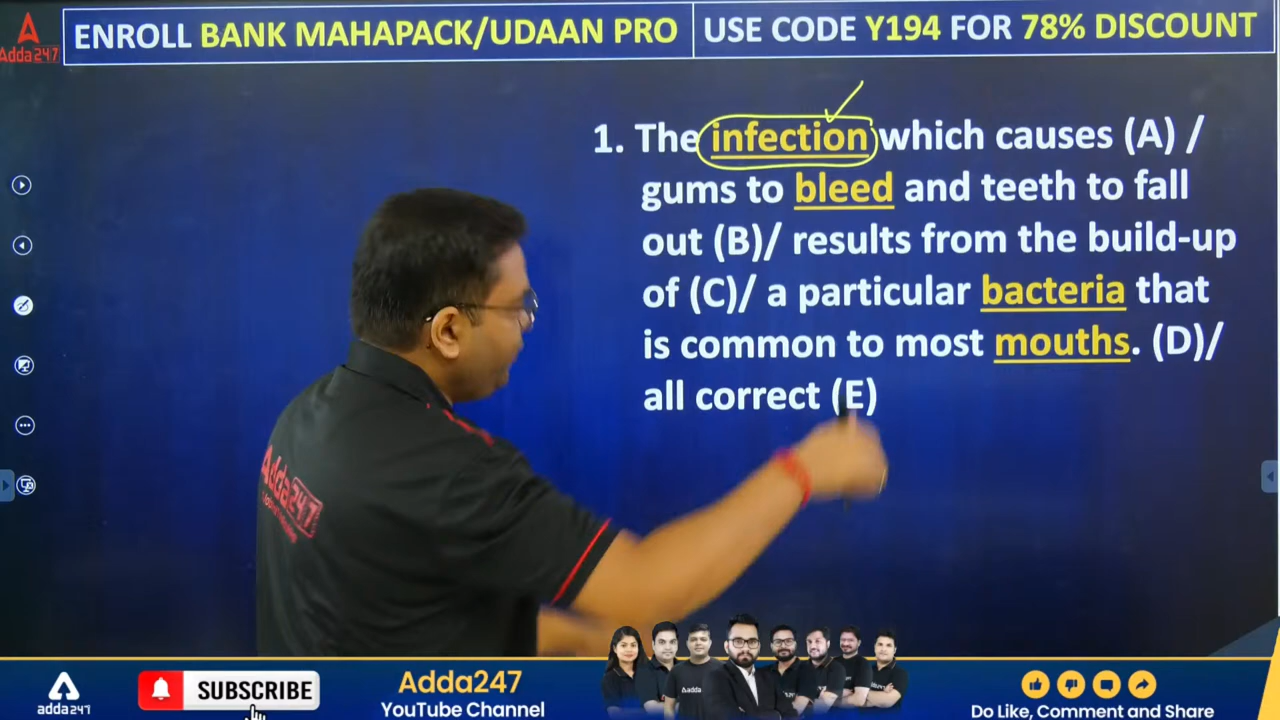 ENROLL BANK MAHAPACK/UDAAN PRO
USE CODE Y194 FOR 78% DISCOUNT
Adda247
1. The infection which causes (A) /
gums to bleed and teeth to fall
out (B)/ results from the build-up
of (C)/ a particular bacteria that
is common to most mouths. (D)/
all correct (E)
Adda247
adda247
SUBSCRIBE
Adda247
YouTube Channel
Adda
Do Like, Comment and Share